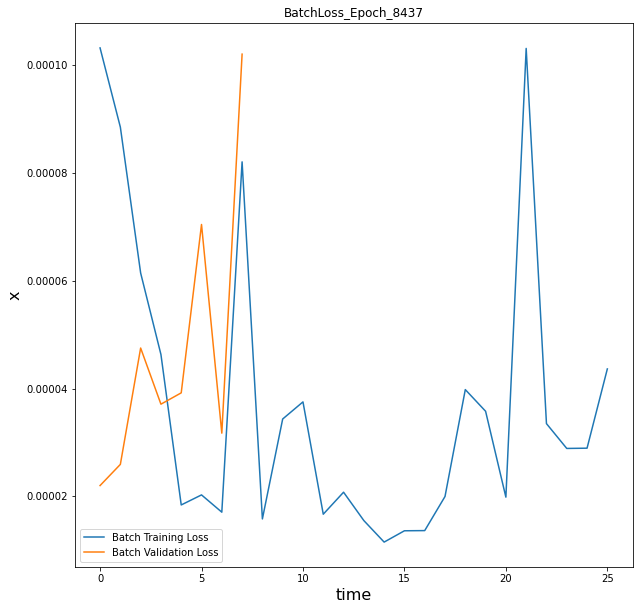 BatchLoss_Epoch_8437
0.00010
0.00008
0.00006
0.00004
0.00002
x
Batch Training Loss
Batch Validation Loss
0 5 10 15 20 25
time